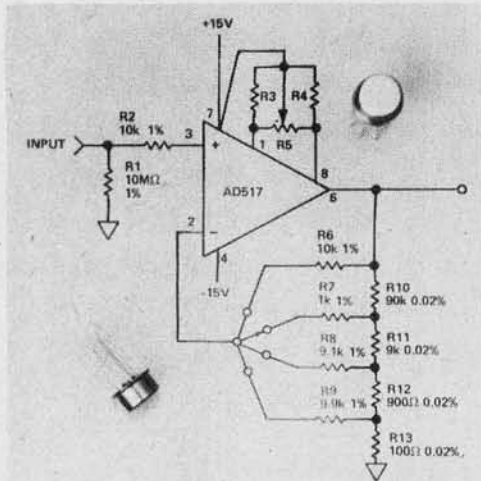 +15V
R2
10k 1%
INPUT
R1
10MΩ
1%
7
3
+
R3
R4
1
R5
8
AD517
6
2
−
4
-15V
R6
10k 1%
R7
1k 1%
R8
9.1k 1%
R9
9.9k 1%
R10
90k 0.02%
R11
9k 0.02%
R12
900Ω 0.02%
R13
100Ω 0.02%